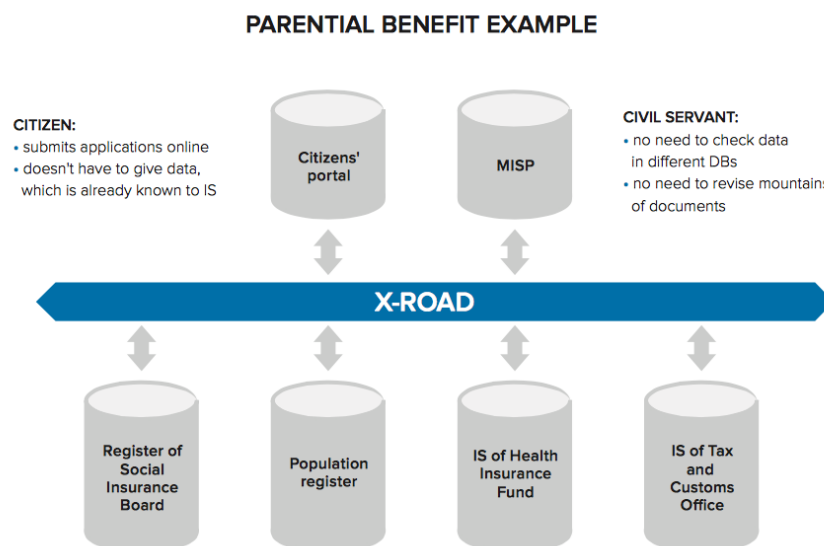 PARENTAL BENEFIT EXAMPLE
CITIZEN:
• submits applications online
• doesn't have to give data,
which is already known to IS
Citizens'
portal
MISP
CIVIL SERVANT:
• no need to check data
in different DBs
• no need to revise mountains
of documents
X-ROAD
Register of
Social
Insurance
Board
Population
register
IS of Health
Insurance
Fund
IS of Tax
and
Customs
Office